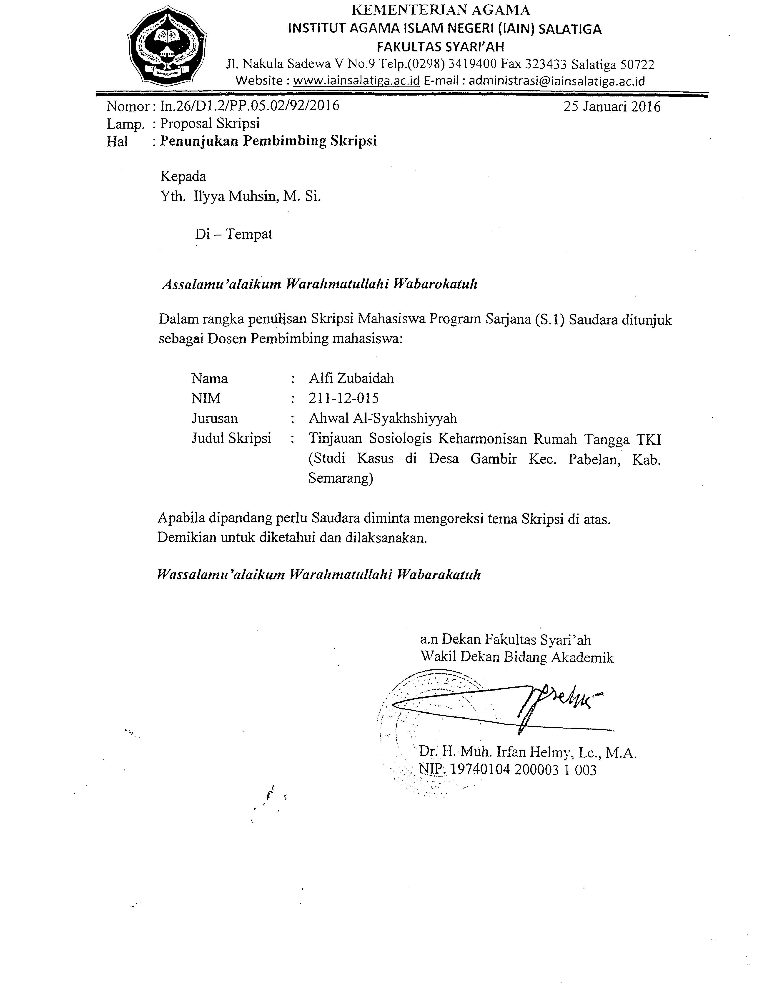 KEMENTERIAN AGAMA
INSTITUT AGAMA ISLAM NEGERI (IAIN) SALATIGA
FAKULTAS SYARI'AH
Jl. Nakula Sadewa V No.9 Telp.(0298) 3419400 Fax 323433 Salatiga 50722
Website : www.iainsalatiga.ac.id E-mail : administrasi@iainsalatiga.ac.id
IAIN SALATIGA
Nomor : In.26/D1.2/PP.05.02/92/2016 25 Januari 2016
Lamp. : Proposal Skripsi
Hal : Penunjukan Pembimbing Skripsi
Kepada
Yth. Ilyya Muhsin, M. Si.
Di – Tempat
Assalamu'alaikum Warahmatullahi Wabarokatuh
Dalam rangka penulisan Skripsi Mahasiswa Program Sarjana (S.1) Saudara ditunjuk
sebagai Dosen Pembimbing mahasiswa:
Nama : Alfi Zubaidah
NIM : 211-12-015
Jurusan : Ahwal Al-Syakhshiyyah
Judul Skripsi : Tinjauan Sosiologis Keharmonisan Rumah Tangga TKI
(Studi Kasus di Desa Gambir Kec. Pabelan, Kab.
Semarang)
Apabila dipandang perlu Saudara diminta mengoreksi tema Skripsi di atas.
Demikian untuk diketahui dan dilaksanakan.
Wassalamu'alaikum Warahmatullahi Wabarakatuh
a.n Dekan Fakultas Syari'ah
Wakil Dekan Bidang Akademik
Dr. H. Muh. Irfan Helmy, Lc., M.A.
NIP. 19740104 200003 1 003